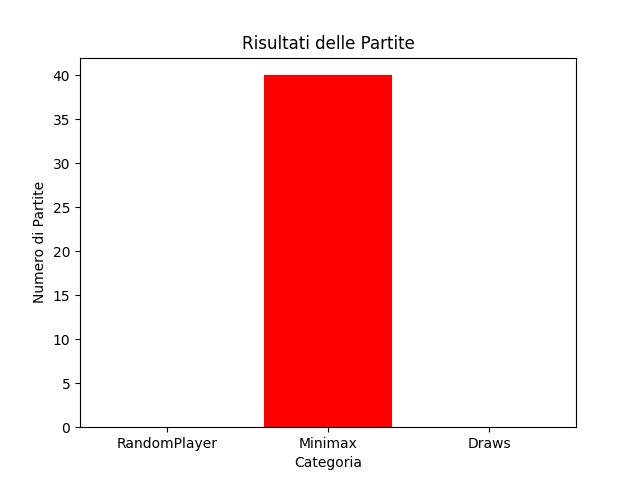 Risultati delle Partite
Numero di Partite
40
35
30
25
20
15
10
5
0
RandomPlayer Minimax Draws
Categoria